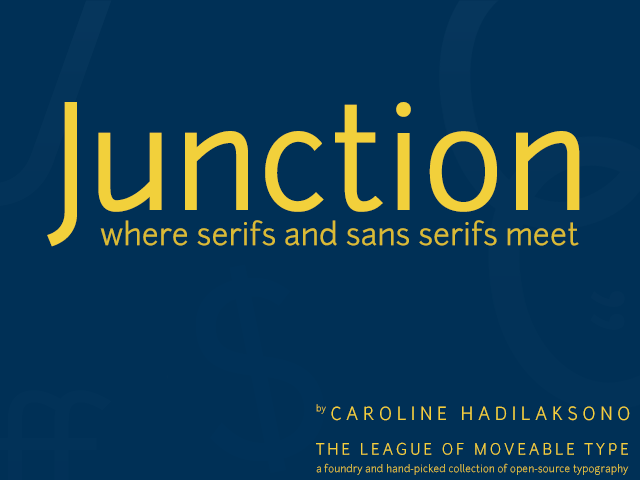 Junction
where serifs and sans serifs meet
by CAROLINE HADILAKSONO
THE LEAGUE OF MOVEABLE TYPE
a foundry and hand-picked collection of open-source typography